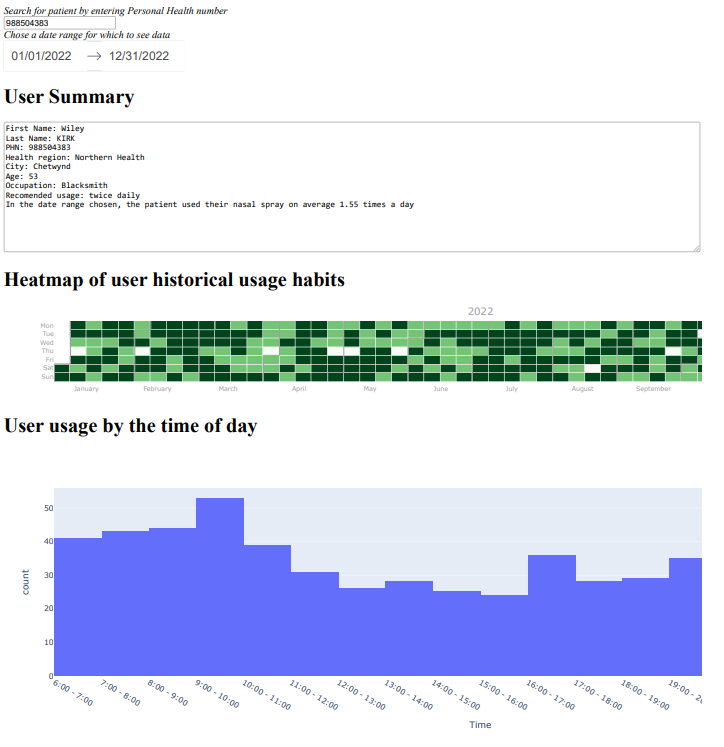 Search for patient by entering Personal Health number
988504383
Chose a date range for which to see data
01/01/2022 → 12/31/2022
User Summary
First Name: Wiley
Last Name: KIRK
PHN: 988504383
Health region: Northern Health
City: Chetwynd
Age: 53
Occupation: Blacksmith
Recomended usage: twice daily
In the date range chosen, the patient used their nasal spray on average 1.55 times a day
Heatmap of user historical usage habits
2022
Mon
Tue
Wed
Thu
Fri
Sat
Sun
January February March April May June July August September
User usage by the time of day
50
40
30
20
10
0
count
6:00 - 7:00 7:00 - 8:00 8:00 - 9:00 9:00 - 10:00 10:00 - 11:00 11:00 - 12:00 12:00 - 13:00 13:00 - 14:00 14:00 - 15:00 15:00 - 16:00 16:00 - 17:00 17:00 - 18:00 18:00 - 19:00 19:00 - 20
Time